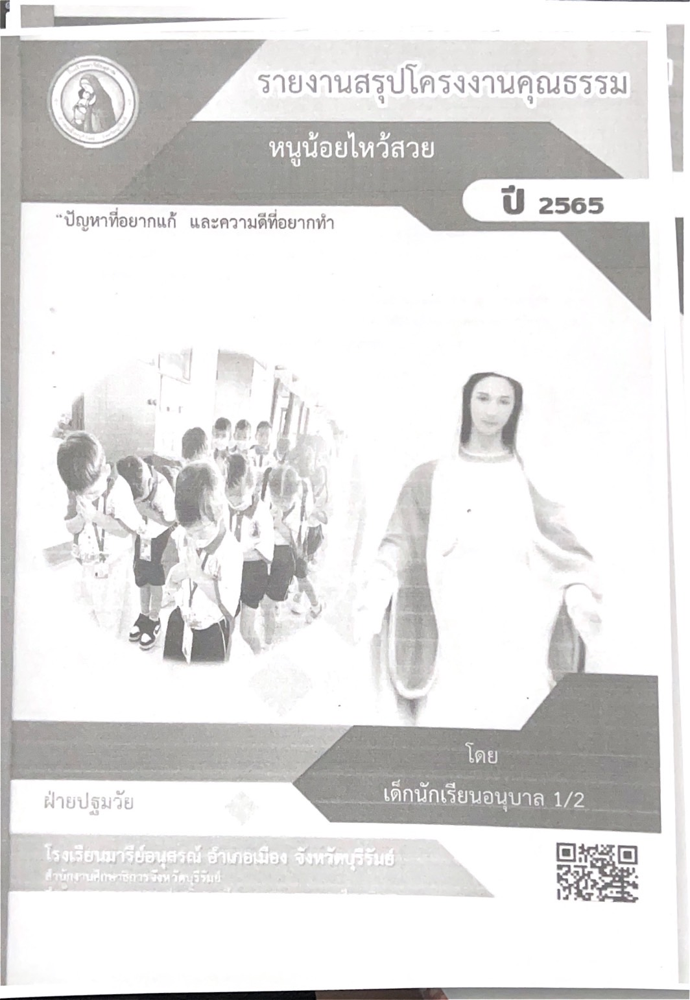 รายงานสรุปโครงงานคุณธรรม
หนูน้อยไหว้สวย
ปี 2565
“ปัญหาที่อยากแก้ และความดีที่อยากทำ
โดย
เด็กนักเรียนอนุบาล 1/2
ฝ่ายปฐมวัย
โรงเรียนมารีย์อนุสรณ์ อำเภอเมือง จังหวัดบุรีรัมย์
สำนักงานศึกษาธิการจังหวัดบุรีรัมย์